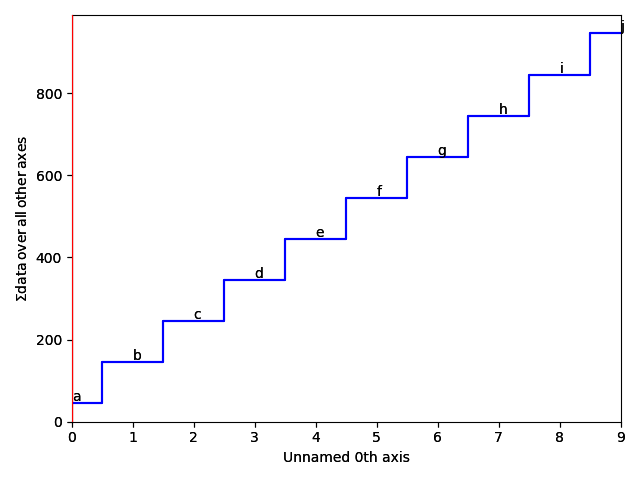 j
i
800
h
g
600
f
e
400
d
c
200
b
a
0
0 1 2 3 4 5 6 7 8 9
Unnamed 0th axis
Σdata over all other axes